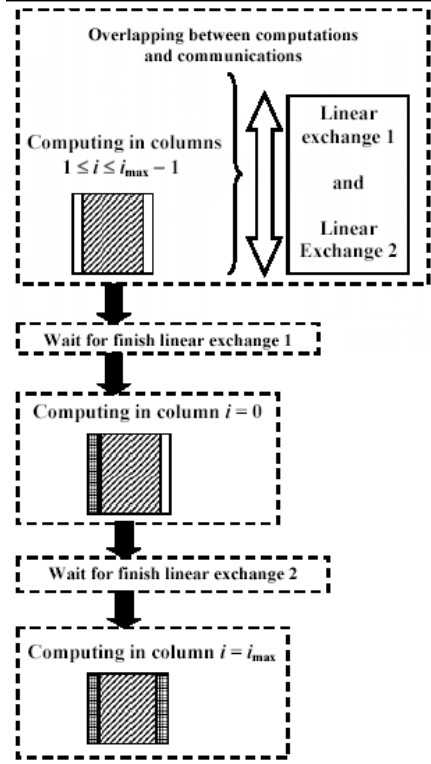 Overlapping between computations
and communications
Computing in columns
1 ≤ i ≤ imax − 1
Linear
exchange 1
and
Linear
Exchange 2
Wait for finish linear exchange 1
Computing in column i = 0
Wait for finish linear exchange 2
Computing in column i = imax